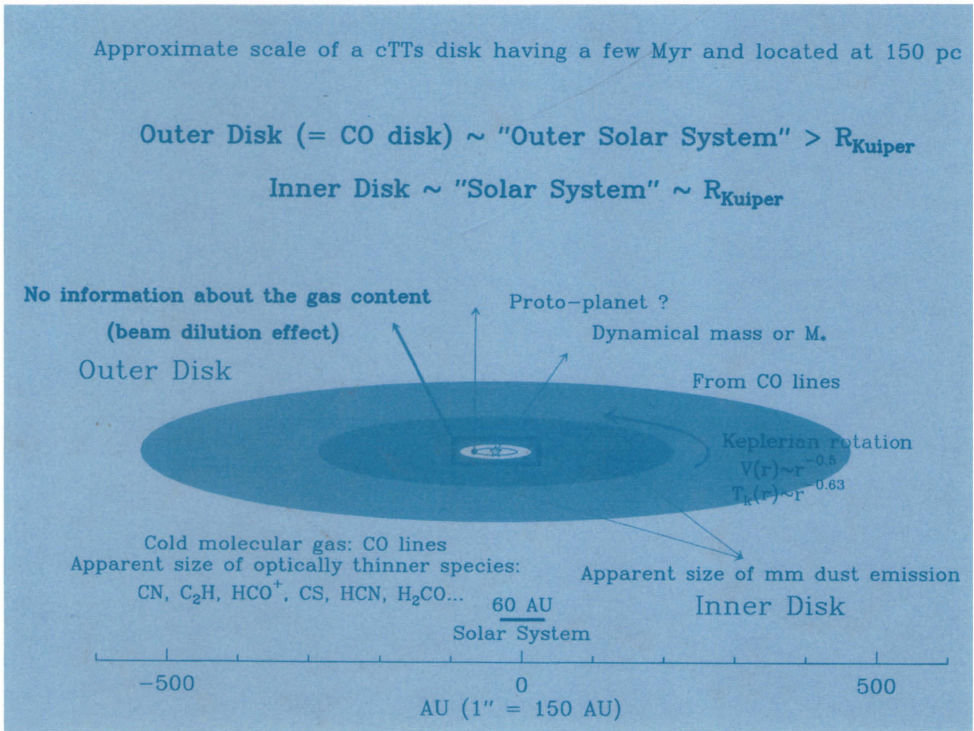 Approximate scale of a cTTs disk having a few Myr and located at 150 pc
Outer Disk (= CO disk) ~ "Outer Solar System" > R_Kuiper
Inner Disk ~ "Solar System" ~ R_Kuiper
No information about the gas content
(beam dilution effect)
Proto-planet ?
Dynamical mass or M.
Outer Disk
From CO lines
Keplerian rotation
V(r)~r^-0.5
T_k(r)~r^-0.63
Cold molecular gas: CO lines
Apparent size of optically thinner species:
CN, C₂H, HCO⁺, CS, HCN, H₂CO...
Apparent size of mm dust emission
Inner Disk
60 AU
Solar System
-500
0
500
AU (1" = 150 AU)